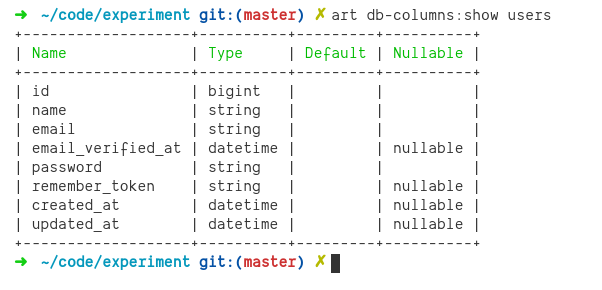 ➜ ~/code/experiment git:(master) ✗ art db-columns:show users
+-------------------+----------+---------+----------+
| Name              | Type     | Default | Nullable |
+-------------------+----------+---------+----------+
| id                | bigint   |         |          |
| name              | string   |         |          |
| email             | string   |         |          |
| email_verified_at | datetime |         | nullable |
| password          | string   |         |          |
| remember_token    | string   |         | nullable |
| created_at        | datetime |         | nullable |
| updated_at        | datetime |         | nullable |
+-------------------+----------+---------+----------+
➜ ~/code/experiment git:(master) ✗